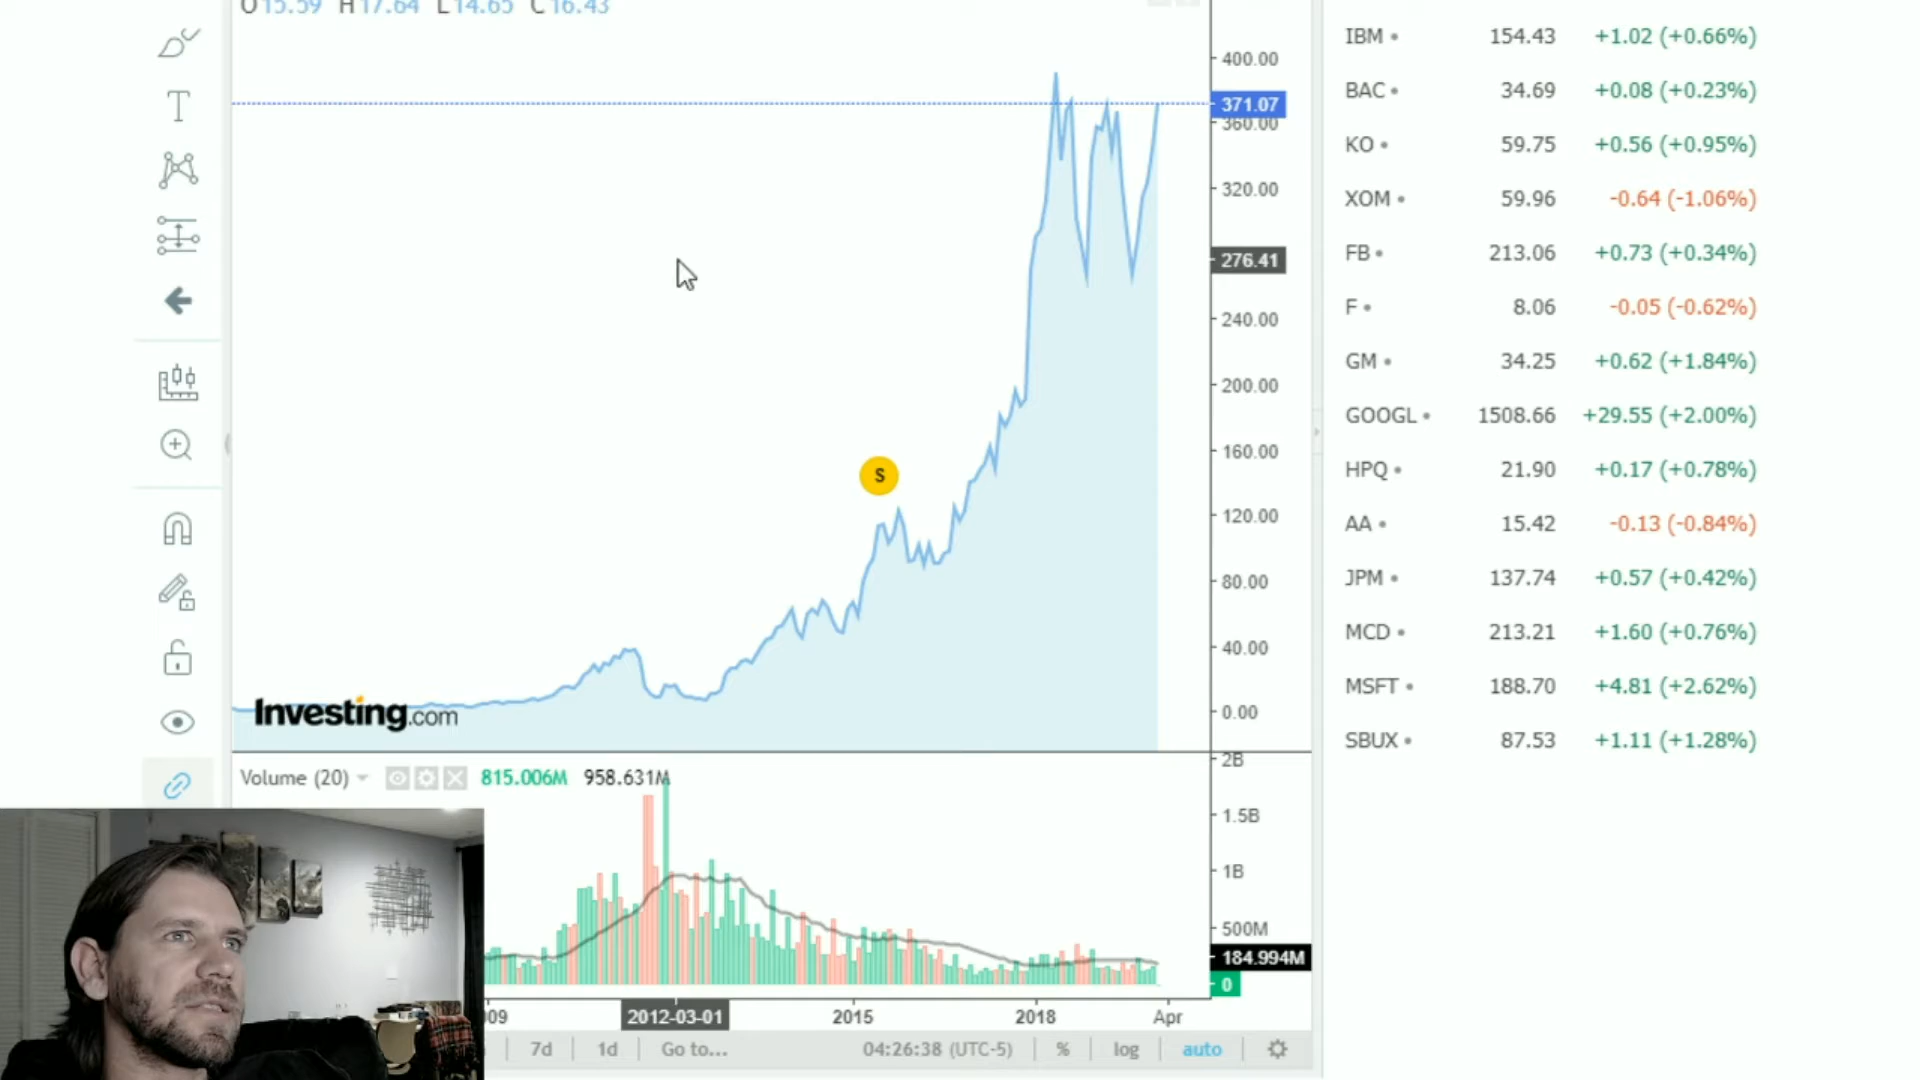 O15.59 H17.64 L14.65 C16.43
400.00
371.07
360.00
320.00
276.41
240.00
200.00
160.00
S
120.00
80.00
40.00
0.00
Investing.com
Volume (20) 815.006M 958.631M
2B
1.5B
1B
500M
184.994M
0
09 2012-03-01 2015 2018 Apr
7d 1d Go to... 04:26:38 (UTC-5) % log auto
IBM 154.43 +1.02 (+0.66%)
BAC 34.69 +0.08 (+0.23%)
KO 59.75 +0.56 (+0.95%)
XOM 59.96 -0.64 (-1.06%)
FB 213.06 +0.73 (+0.34%)
F 8.06 -0.05 (-0.62%)
GM 34.25 +0.62 (+1.84%)
GOOGL 1508.66 +29.55 (+2.00%)
HPQ 21.90 +0.17 (+0.78%)
AA 15.42 -0.13 (-0.84%)
JPM 137.74 +0.57 (+0.42%)
MCD 213.21 +1.60 (+0.76%)
MSFT 188.70 +4.81 (+2.62%)
SBUX 87.53 +1.11 (+1.28%)